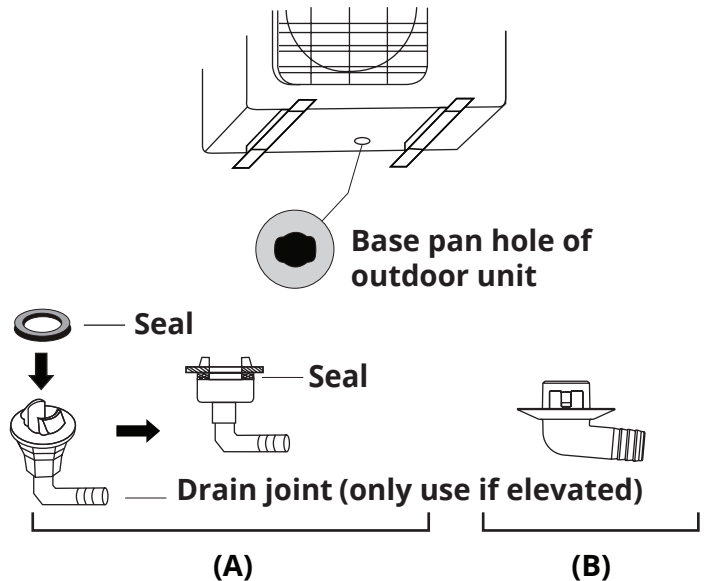 Base pan hole of
outdoor unit
Seal
Seal
Drain joint (only use if elevated)
(A)
(B)